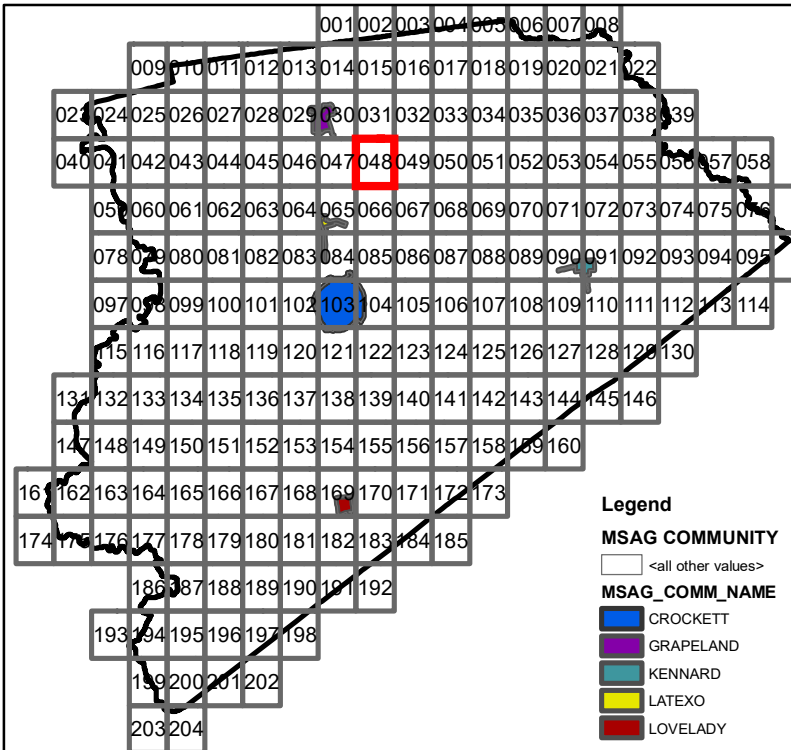 001 002 003 004 005 006 007 008
009 010 011 012 013 014 015 016 017 018 019 020 021 022
023 024 025 026 027 028 029 030 031 032 033 034 035 036 037 038 039
040 041 042 043 044 045 046 047 048 049 050 051 052 053 054 055 056 057 058
059 060 061 062 063 064 065 066 067 068 069 070 071 072 073 074 075 076
078 079 080 081 082 083 084 085 086 087 088 089 090 091 092 093 094 095
097 098 099 100 101 102 103 104 105 106 107 108 109 110 111 112 113 114
115 116 117 118 119 120 121 122 123 124 125 126 127 128 129 130
131 132 133 134 135 136 137 138 139 140 141 142 143 144 145 146
147 148 149 150 151 152 153 154 155 156 157 158 159 160
161 162 163 164 165 166 167 168 169 170 171 172 173
174 175 176 177 178 179 180 181 182 183 184 185
186 187 188 189 190 191 192
193 194 195 196 197 198
199 200 201 202
203 204
Legend
MSAG COMMUNITY
<all other values>
MSAG_COMM_NAME
CROCKETT
GRAPELAND
KENNARD
LATEXO
LOVELADY